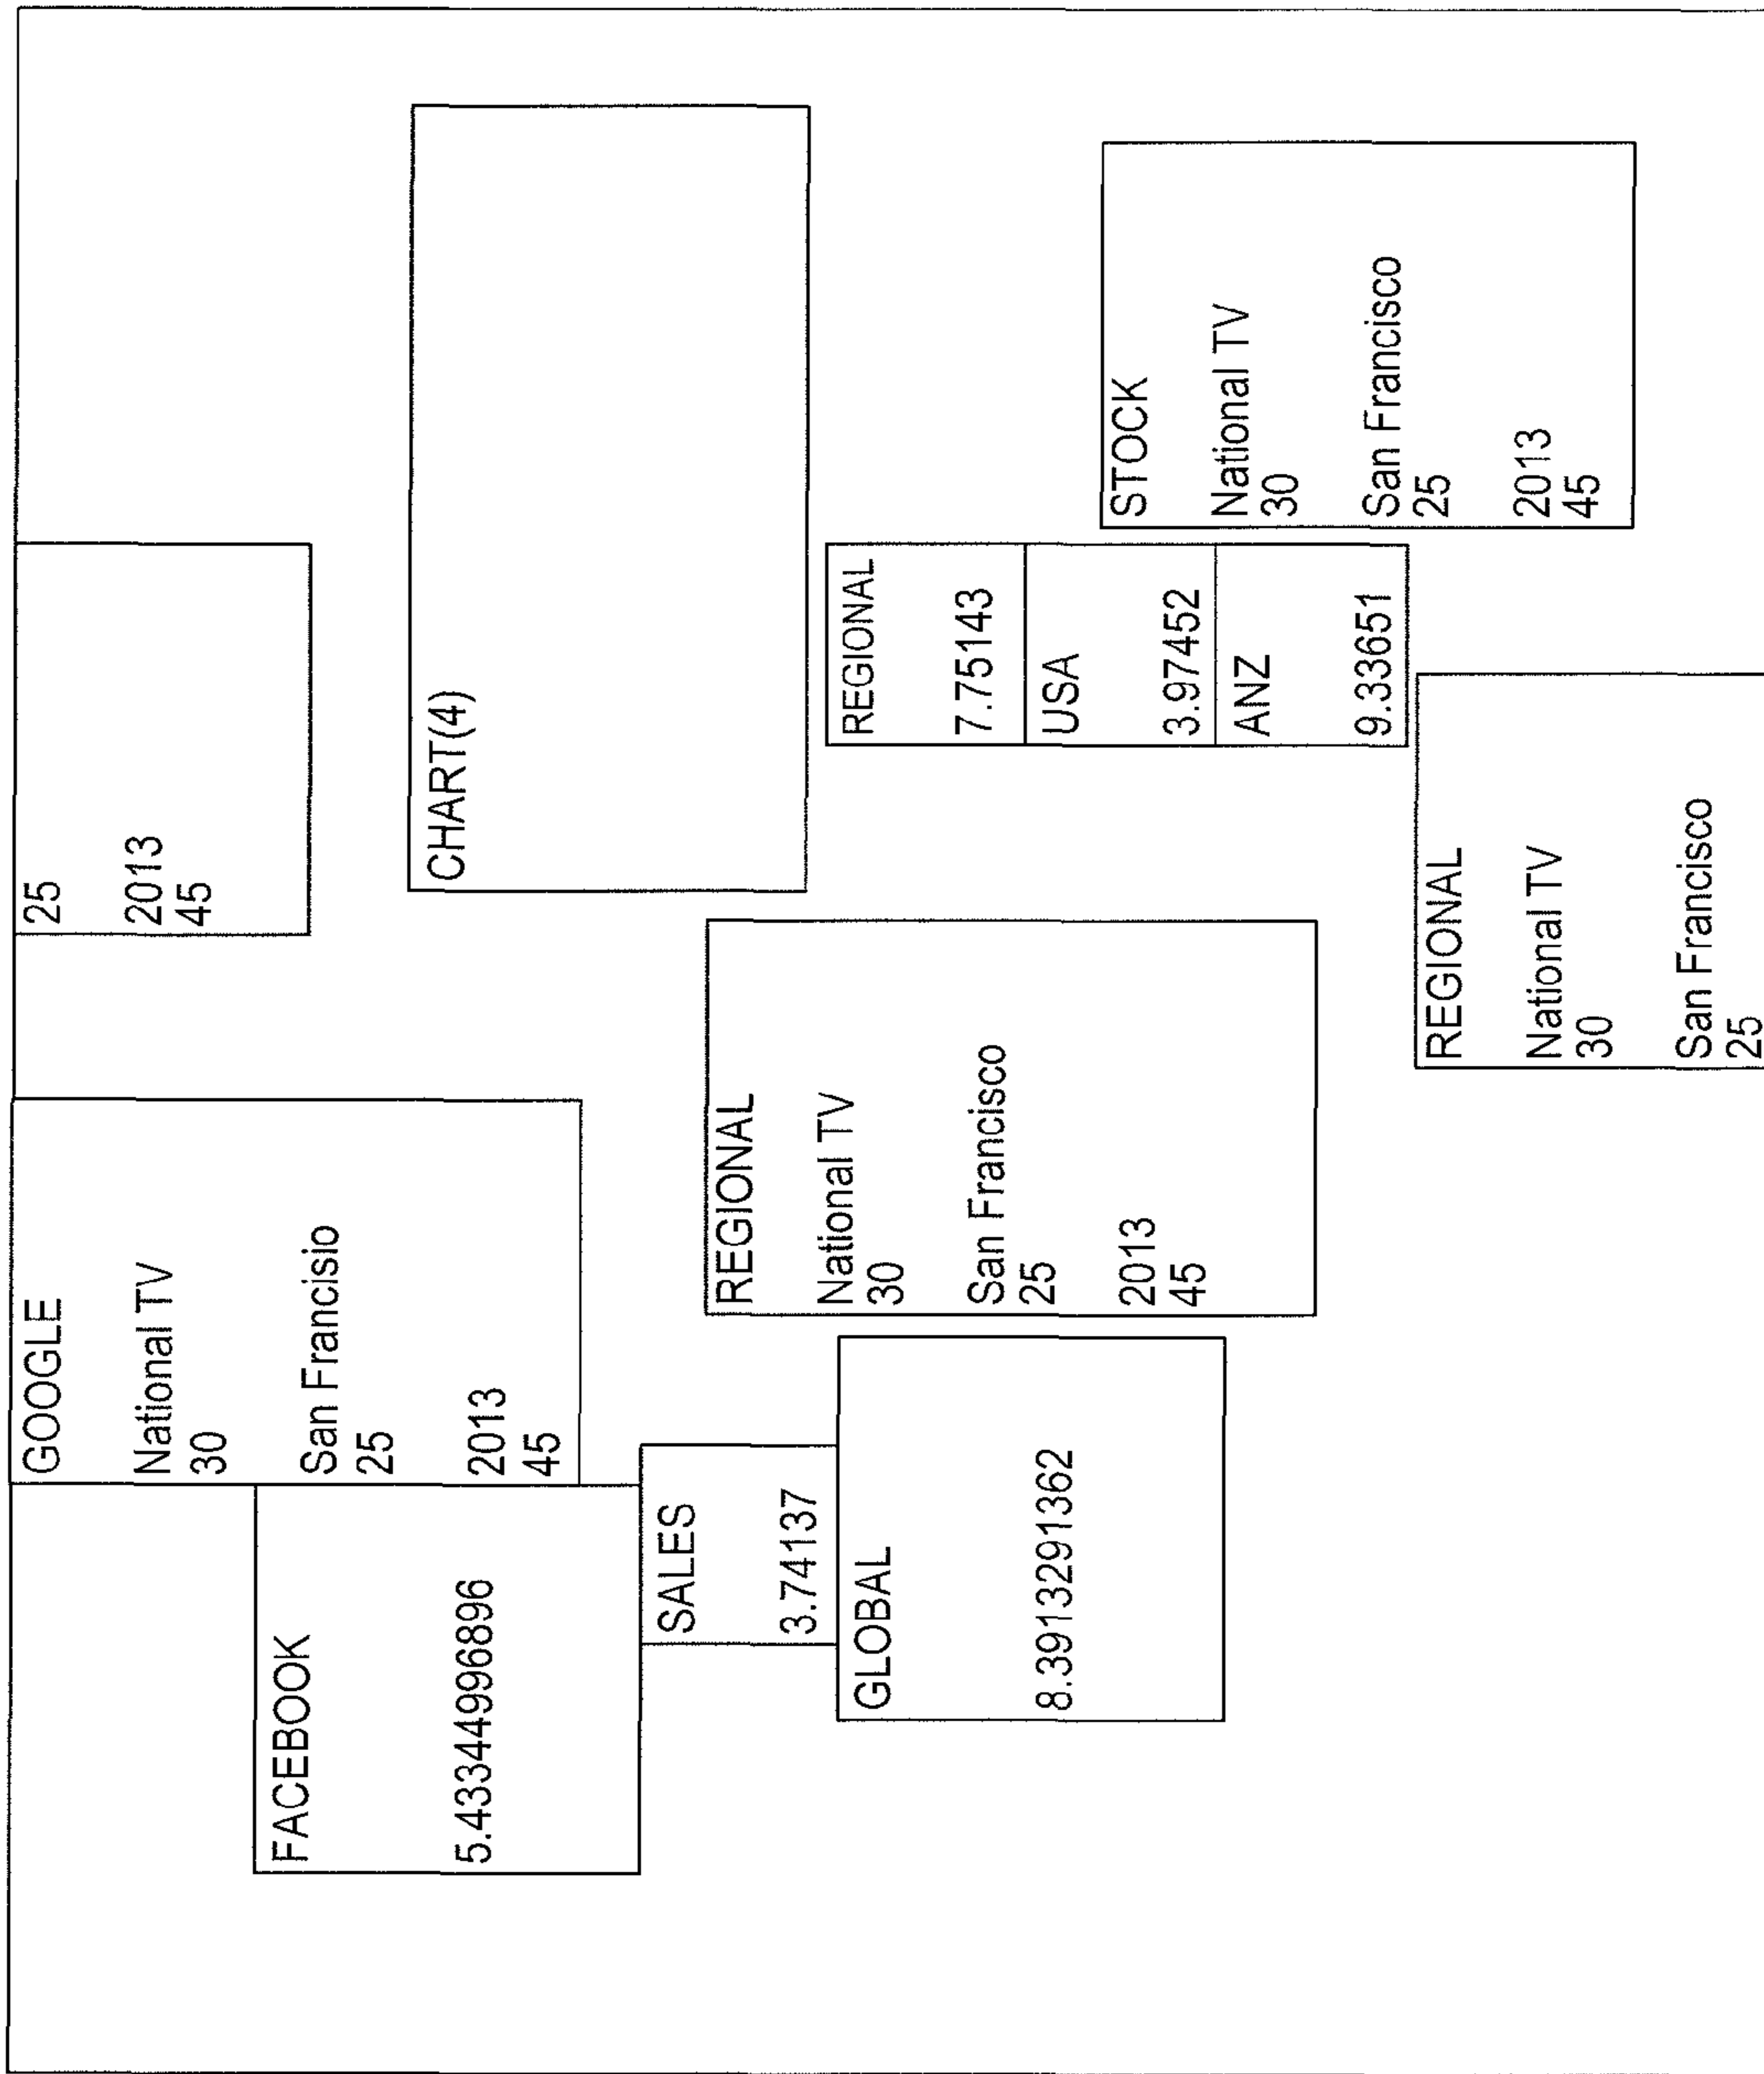 GOOGLE
National TV
30
San Francisio
25
2013
45
25
2013
45
FACEBOOK
5.43344996896
CHART(4)
SALES
3.74137
GLOBAL
8.3913291362
REGIONAL
National TV
30
San Francisco
25
2013
45
REGIONAL
7.75143
USA
3.97452
ANZ
9.33651
STOCK
National TV
30
San Francisco
25
2013
45
REGIONAL
National TV
30
San Francisco
25